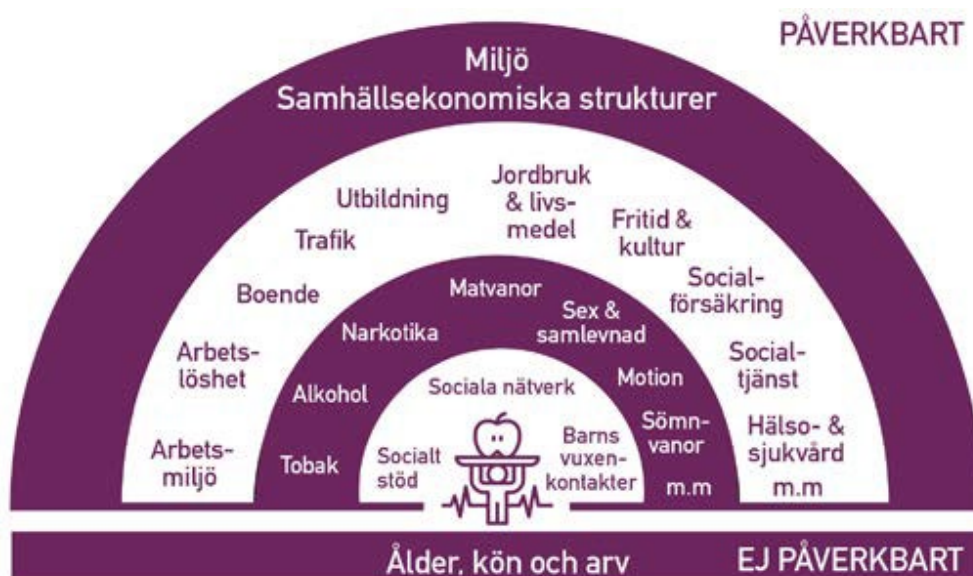 PÅVERKBART
Miljö
Samhällsekonomiska strukturer
Utbildning
Jordbruk
& livs-
medel
Fritid &
kultur
Trafik
Boende
Social-
försäkring
Arbets-
löshet
Social-
tjänst
Arbets-
miljö
Hälso- &
sjukvård
m.m
Matvanor
Narkotika
Sex &
samlevnad
Alkohol
Motion
Tobak
Sömn-
vanor
m.m
Sociala nätverk
Socialt
stöd
Barns
vuxen-
kontakter
Ålder, kön och arv
EJ PÅVERKBART